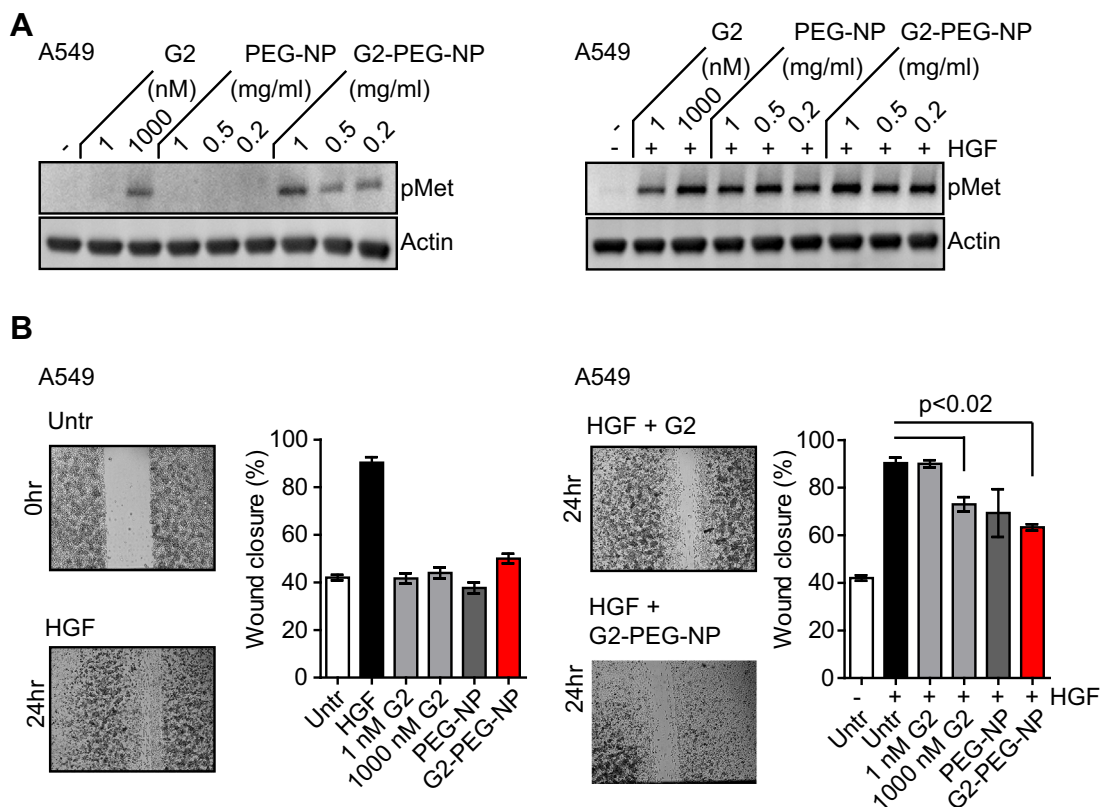 A
A549
G2 PEG-NP G2-PEG-NP
(nM) (mg/ml) (mg/ml)
- 1 1000 1 0.5 0.2 1 0.5 0.2
pMet
Actin
A549
G2 PEG-NP G2-PEG-NP
(nM) (mg/ml) (mg/ml)
- 1 1000 1 0.5 0.2 1 0.5 0.2
- + + + + + + + + HGF
pMet
Actin
B
A549
Untr
0hr
HGF
24hr
Wound closure (%)
100
80
60
40
20
0
Untr HGF 1 nM G2 1000 nM G2 PEG-NP G2-PEG-NP
A549
HGF + G2
24hr
HGF +
G2-PEG-NP
24hr
p<0.02
Wound closure (%)
100
80
60
40
20
0
- + + + + + HGF
Untr Untr 1 nM G2 1000 nM G2 PEG-NP G2-PEG-NP